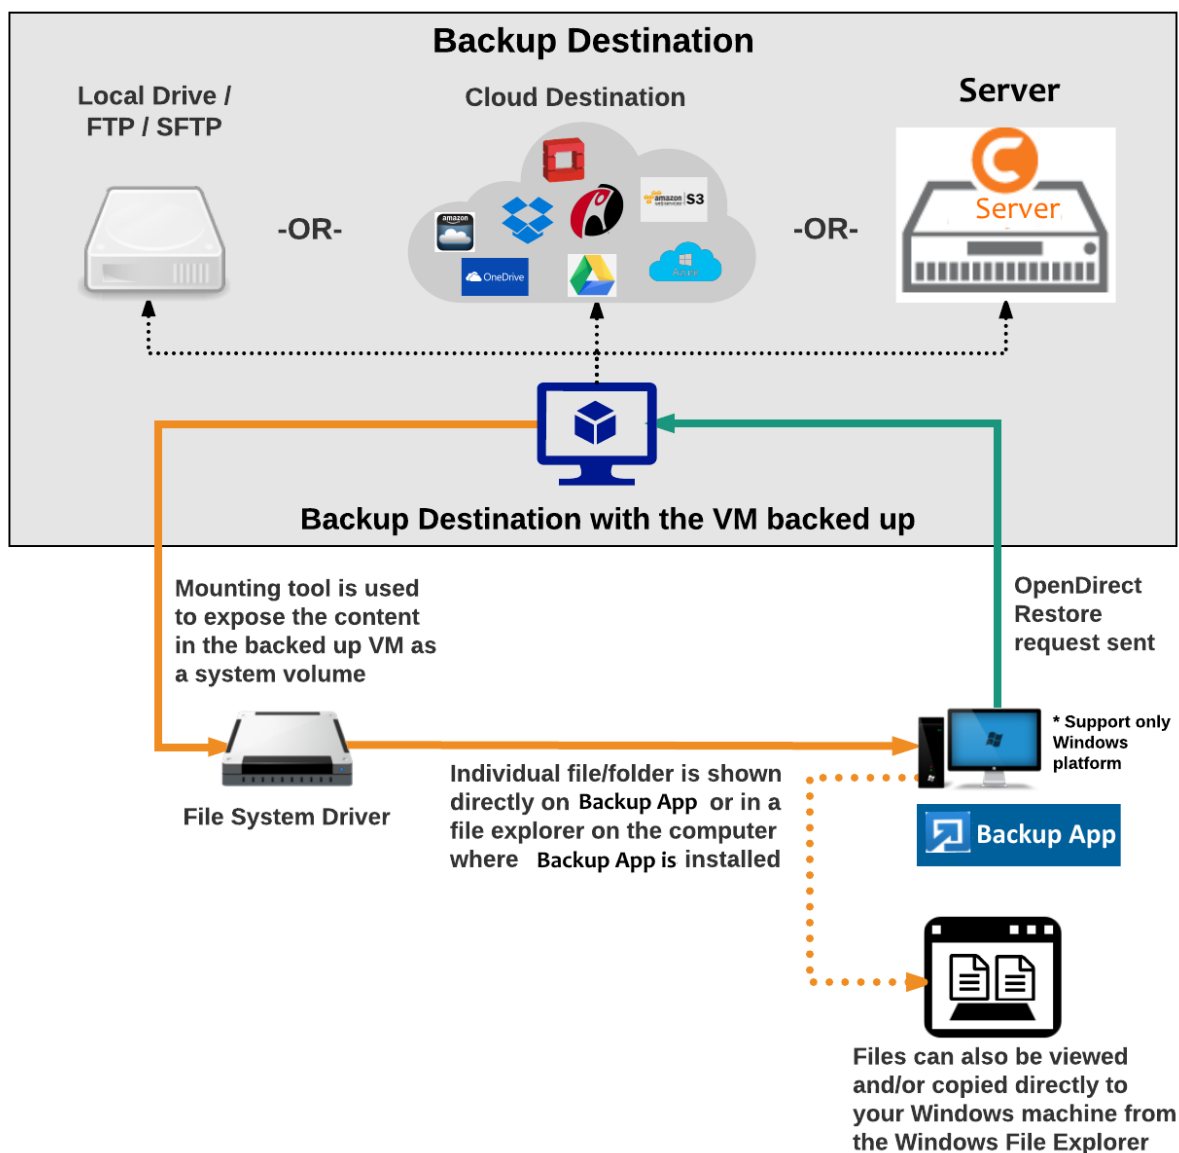 Backup Destination
Local Drive /
FTP / SFTP
Cloud Destination
Server
-OR-
-OR-
amazon
OneDrive
amazon
webservices
S3
Azure
Server
Backup Destination with the VM backed up
Mounting tool is used
to expose the content
in the backed up VM as
a system volume
OpenDirect
Restore
request sent
File System Driver
Individual file/folder is shown
directly on Backup App or in a
file explorer on the computer
where Backup App is installed
* Support only
Windows
platform
Backup App
Files can also be viewed
and/or copied directly to
your Windows machine from
the Windows File Explorer